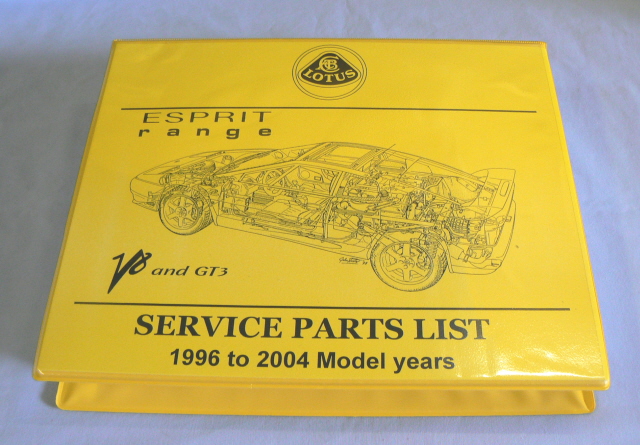 LOTUS
ESPRIT
range
V8 and GT3
SERVICE PARTS LIST
1996 to 2004 Model years